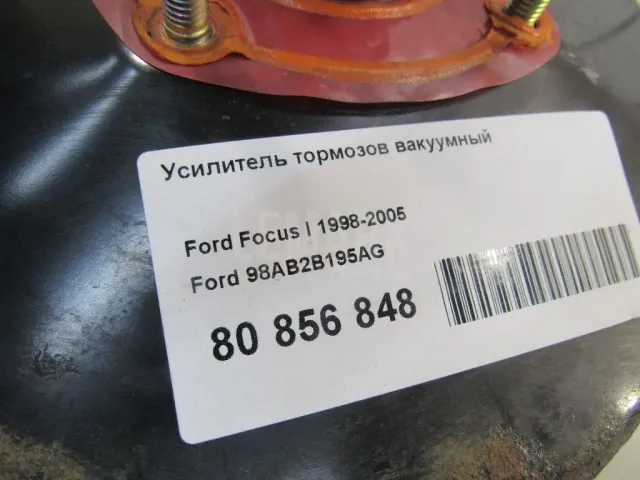 Усилитель тормозов вакуумный
Ford Focus I 1998-2005
Ford 98AB2B195AG
80 856 848